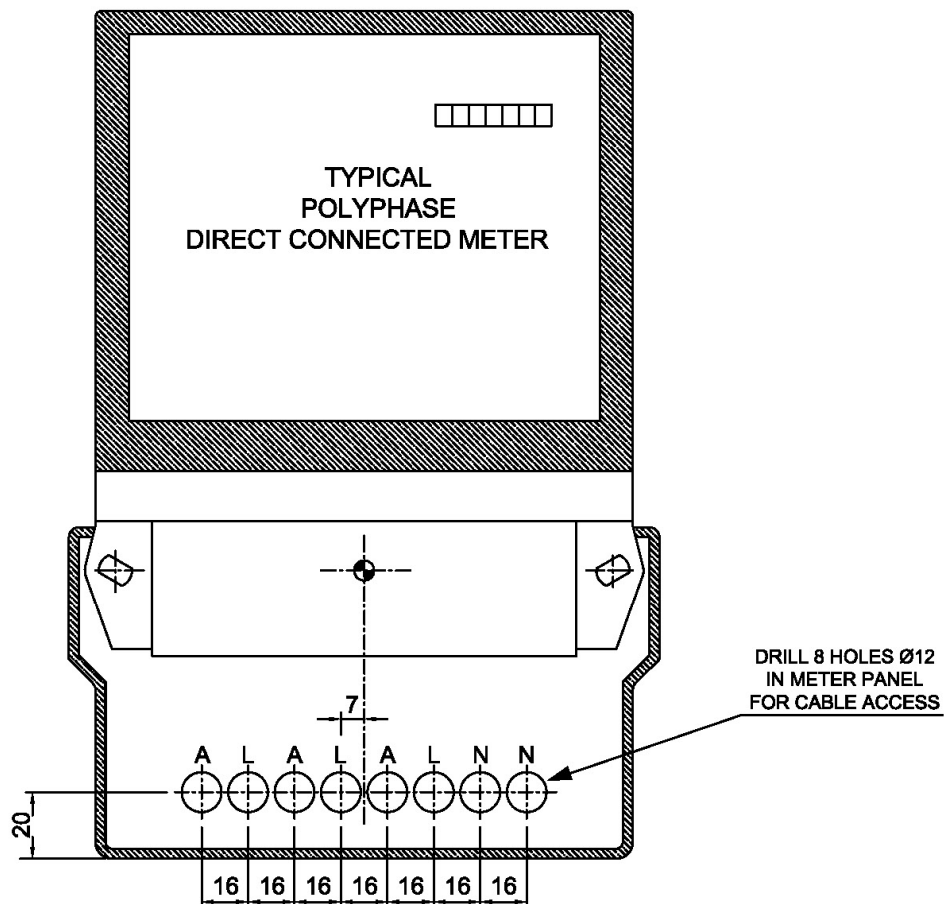 TYPICAL
POLYPHASE
DIRECT CONNECTED METER
DRILL 8 HOLES Ø12
IN METER PANEL
FOR CABLE ACCESS
7
A L A L A L N N
20
16 16 16 16 16 16 16